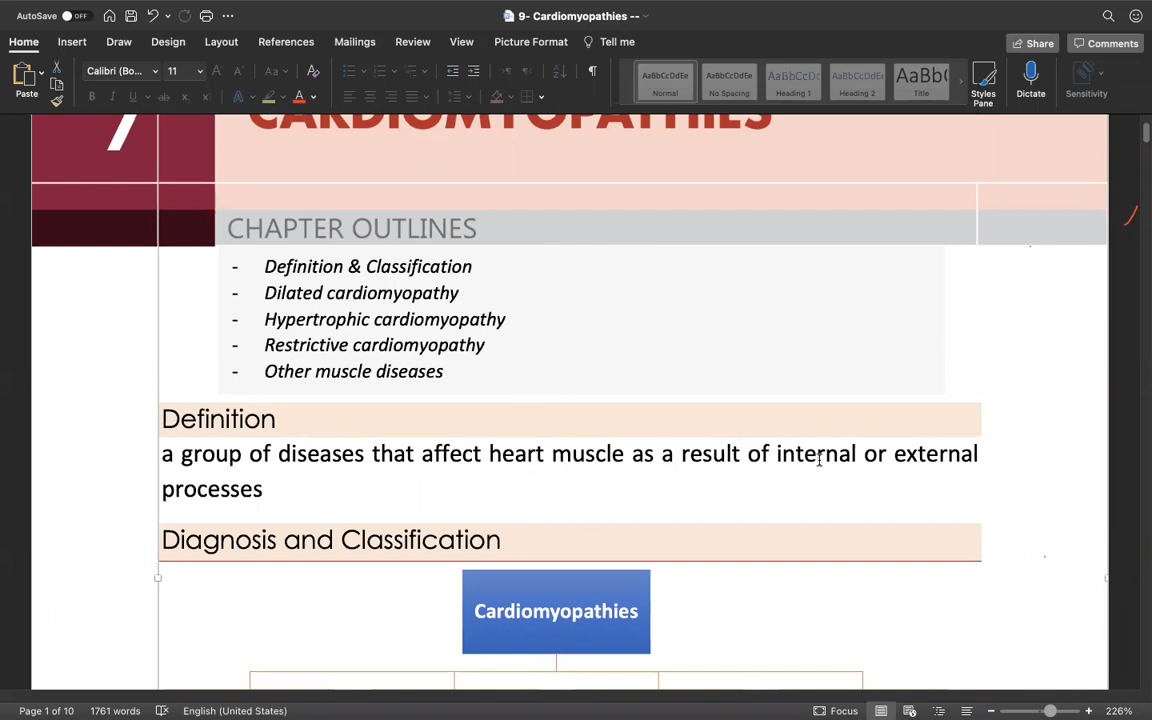 AutoSave OFF 9- Cardiomyopathies --
Home Insert Draw Design Layout References Mailings Review View Picture Format Tell me Share Comments
Paste Calibri (Bo... 11 AaBbCcDdEe Normal AaBbCcDdEe No Spacing AaBbCcDc Heading 1 AaBbCcDdEe Heading 2 AaBb( Title Styles Pane Dictate Sensitivity
CARDIOMYOPATHIES
CHAPTER OUTLINES
- Definition & Classification
- Dilated cardiomyopathy
- Hypertrophic cardiomyopathy
- Restrictive cardiomyopathy
- Other muscle diseases
Definition
a group of diseases that affect heart muscle as a result of internal or external
processes
Diagnosis and Classification
Cardiomyopathies
Page 1 of 10 1761 words English (United States) Focus 226%